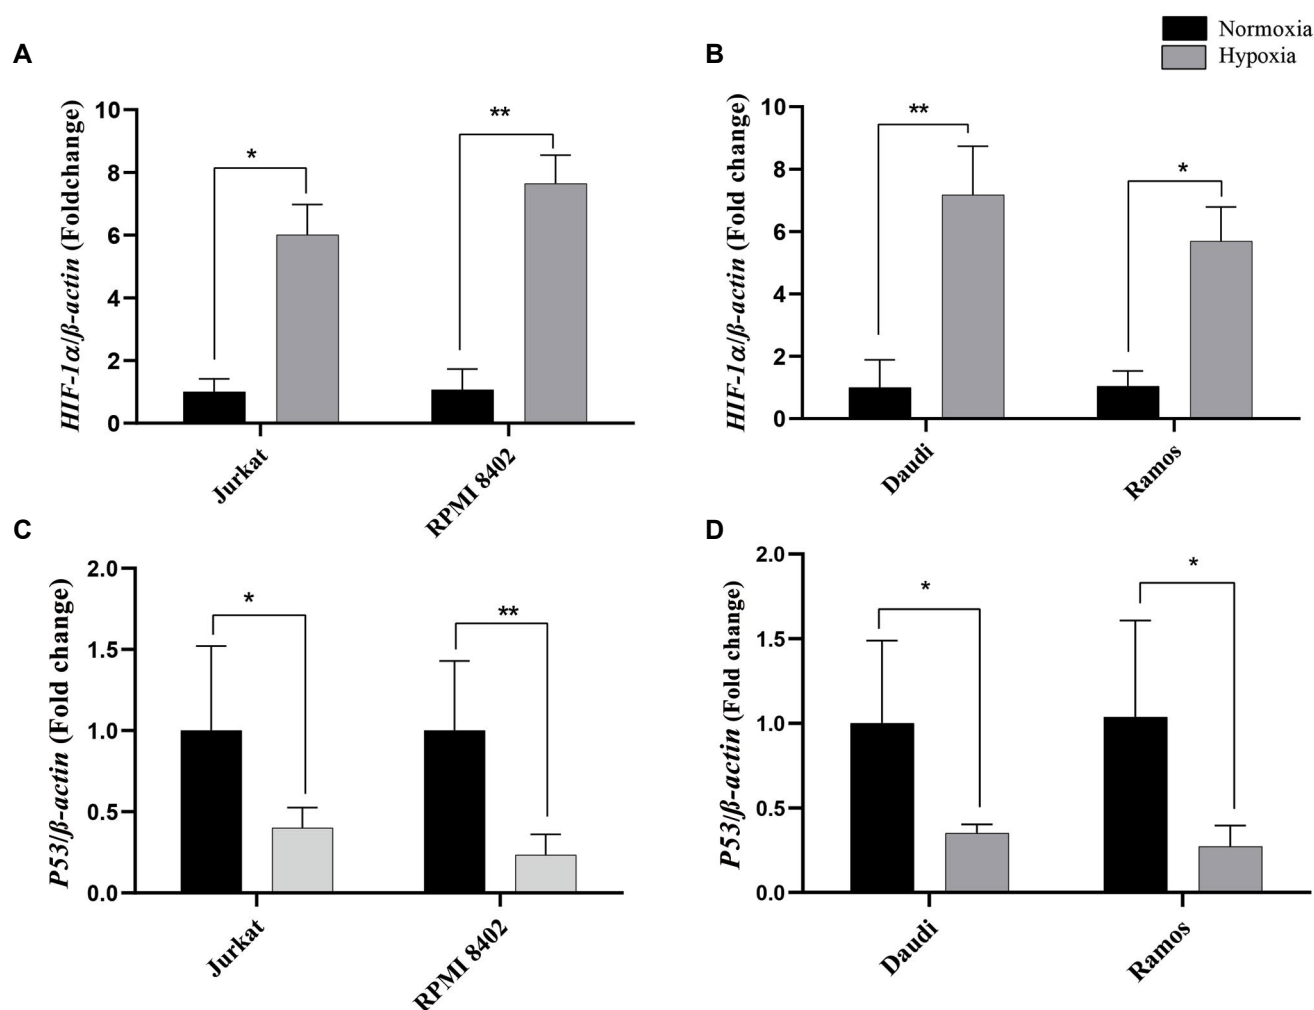 Normoxia
Hypoxia
A
HIF-1α/β-actin (Foldchange)
10
8
6
4
2
0
*
**
Jurkat
RPMI 8402
B
HIF-1α/β-actin (Fold change)
10
8
6
4
2
0
**
*
Daudi
Ramos
C
P53/β-actin (Fold change)
2.0
1.5
1.0
0.5
0.0
*
**
Jurkat
RPMI 8402
D
P53/β-actin (Fold change)
2.0
1.5
1.0
0.5
0.0
*
*
Daudi
Ramos